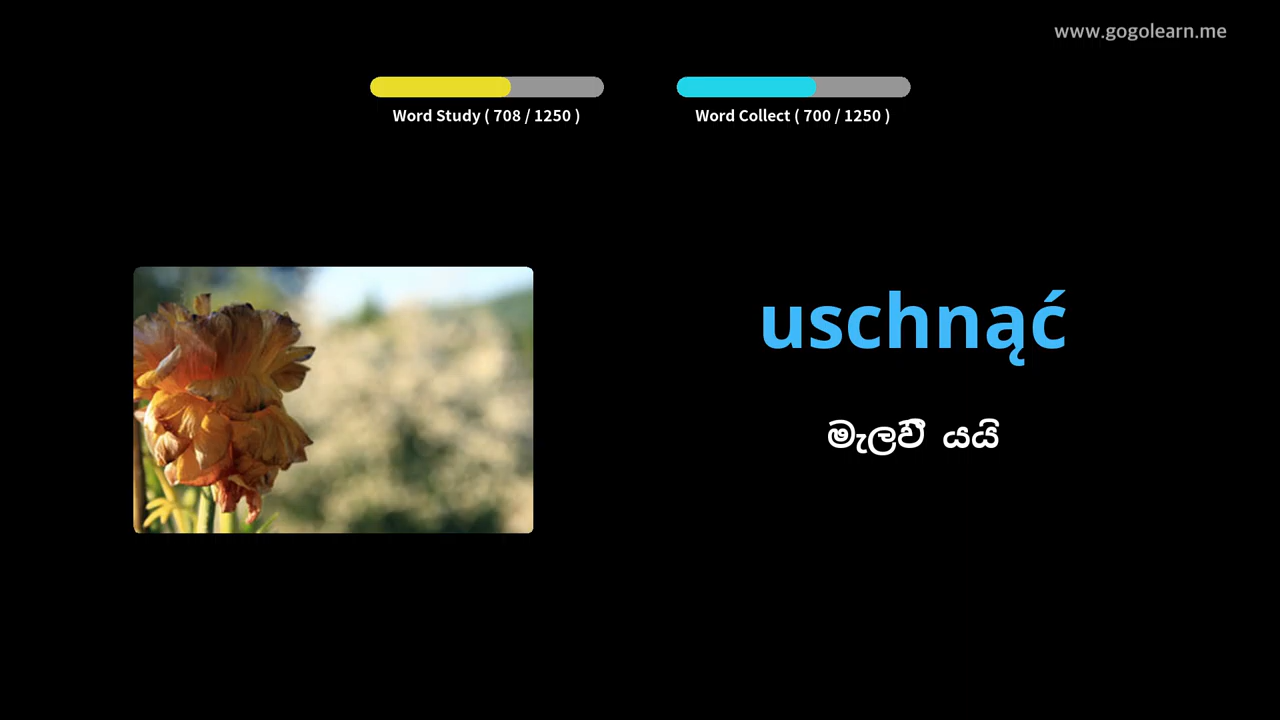 www.gogolearn.me
Word Study ( 708 / 1250 )
Word Collect ( 700 / 1250 )
uschnąć
මැලවී යයි